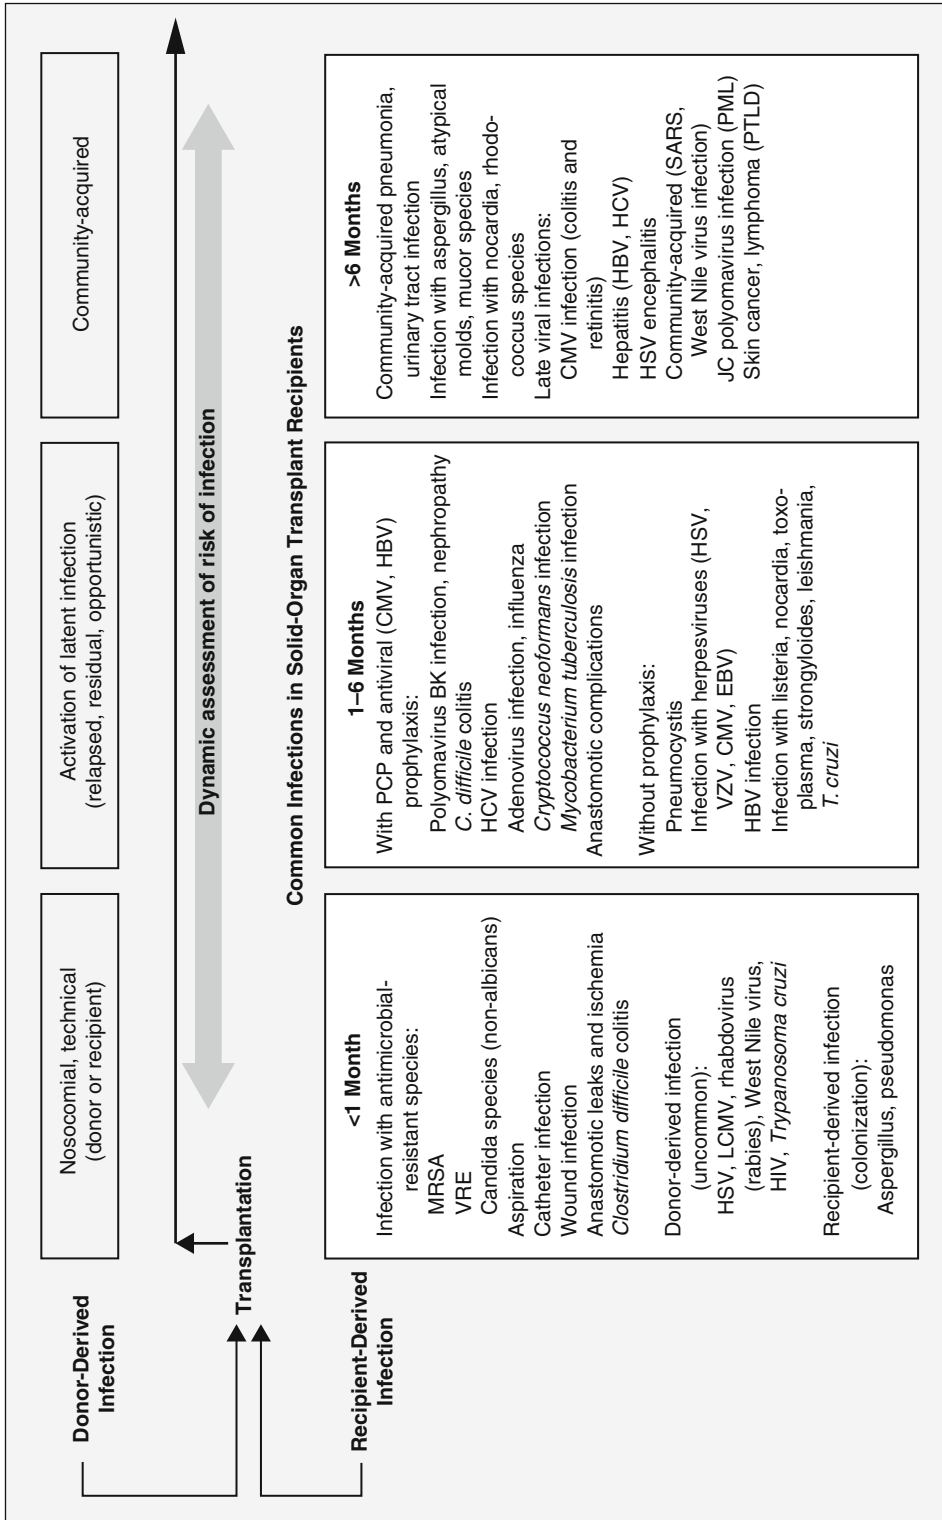 Donor-Derived
Infection
Recipient-Derived
Infection
Transplantation
Nosocomial, technical
(donor or recipient)
Activation of latent infection
(relapsed, residual, opportunistic)
Community-acquired
Dynamic assessment of risk of infection
Common Infections in Solid-Organ Transplant Recipients
<1 Month
Infection with antimicrobial-
resistant species:
MRSA
VRE
Candida species (non-albicans)
Aspiration
Catheter infection
Wound infection
Anastomotic leaks and ischemia
Clostridium difficile colitis
Donor-derived infection
(uncommon):
HSV, LCMV, rhabdovirus
(rabies), West Nile virus,
HIV, Trypanosoma cruzi
Recipient-derived infection
(colonization):
Aspergillus, pseudomonas
1–6 Months
With PCP and antiviral (CMV, HBV)
prophylaxis:
Polyomavirus BK infection, nephropathy
C. difficile colitis
HCV infection
Adenovirus infection, influenza
Cryptococcus neoformans infection
Mycobacterium tuberculosis infection
Anastomotic complications
Without prophylaxis:
Pneumocystis
Infection with herpesviruses (HSV,
VZV, CMV, EBV)
HBV infection
Infection with listeria, nocardia, toxo-
plasma, strongyloides, leishmania,
T. cruzi
>6 Months
Community-acquired pneumonia,
urinary tract infection
Infection with aspergillus, atypical
molds, mucor species
Infection with nocardia, rhodo-
coccus species
Late viral infections:
CMV infection (colitis and
retinitis)
Hepatitis (HBV, HCV)
HSV encephalitis
Community-acquired (SARS,
West Nile virus infection)
JC polyomavirus infection (PML)
Skin cancer, lymphoma (PTLD)